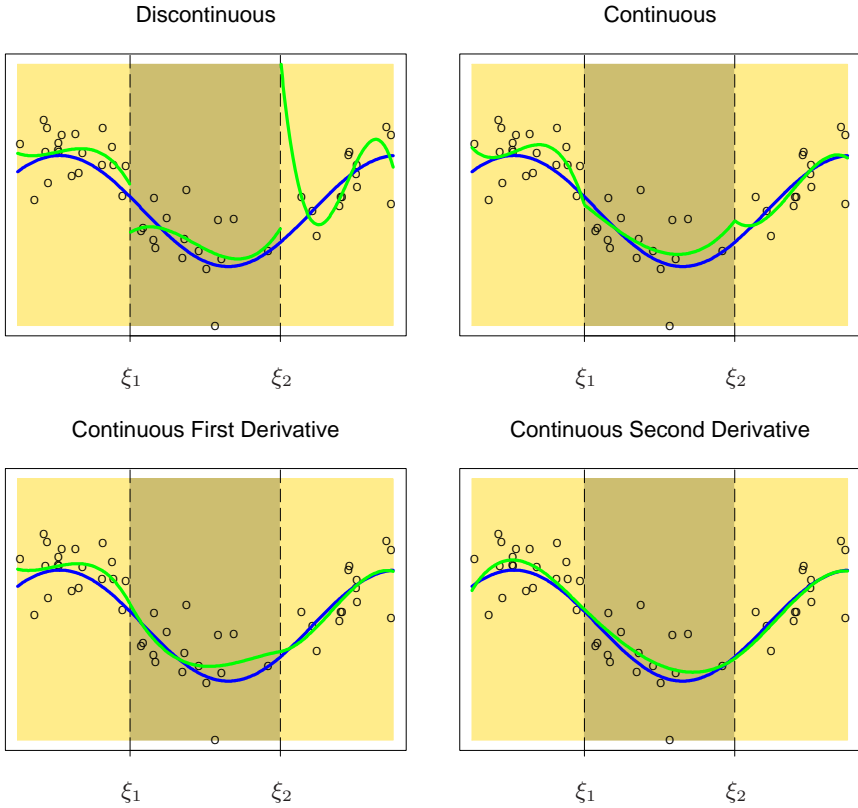 Discontinuous
Continuous
ξ₁ ξ₂
ξ₁ ξ₂
Continuous First Derivative
Continuous Second Derivative
ξ₁ ξ₂
ξ₁ ξ₂